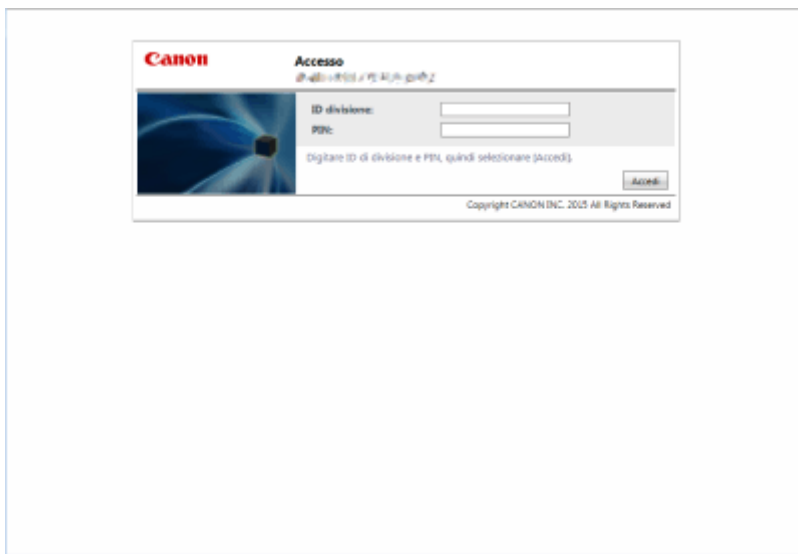 Canon
Accesso
ID divisione:
PIN:
Digitare ID di divisione e PIN, quindi selezionare [Accedi].
Accedi
Copyright CANON INC. 2015 All Rights Reserved